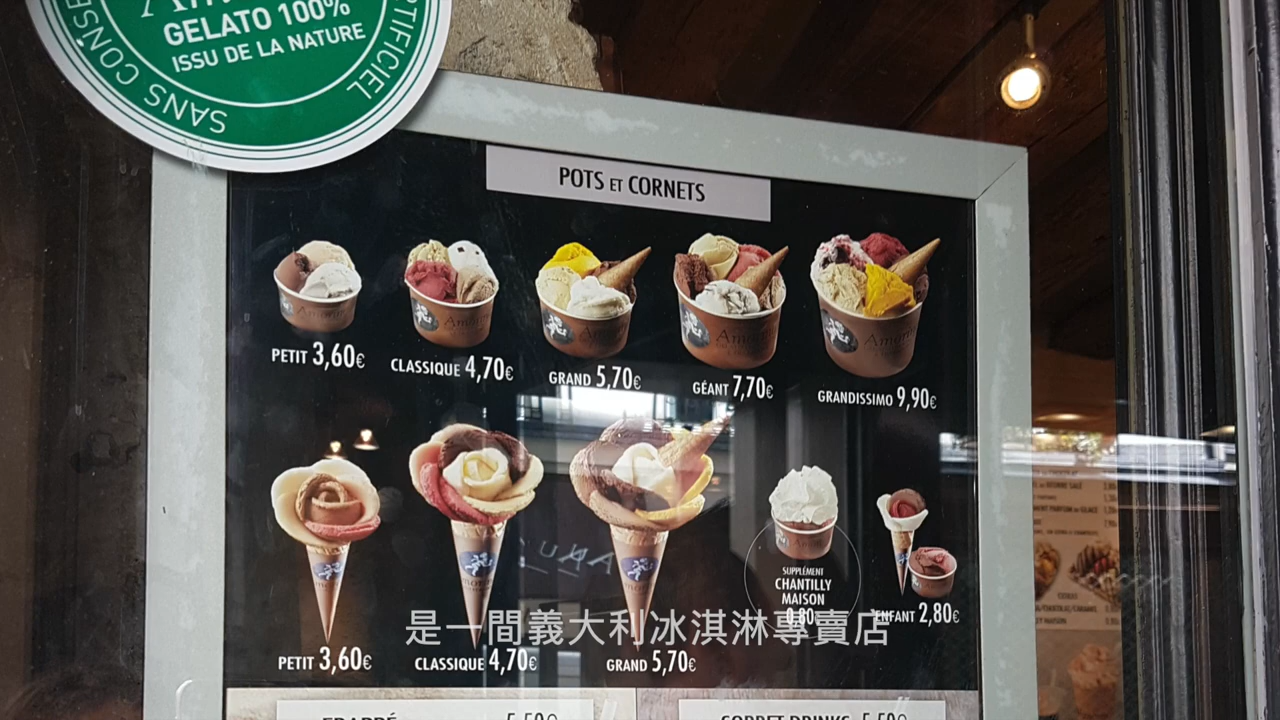 GELATO 100%
ISSU DE LA NATURE
SANS
POTS ET CORNETS
PETIT 3,60€
CLASSIQUE 4,70€
GRAND 5,70€
GÉANT 7,70€
GRANDISSIMO 9,90€
SUPPLÉMENT
CHANTILLY
MAISON
0,80
ENFANT 2,80€
是一間義大利冰淇淋專賣店
PETIT 3,60€
CLASSIQUE 4,70€
GRAND 5,70€